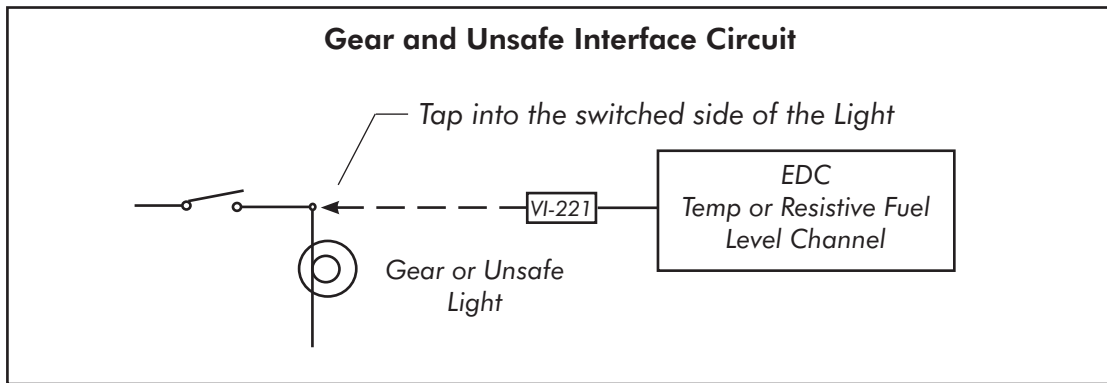 Gear and Unsafe Interface Circuit
Tap into the switched side of the Light
VI-221
EDC
Temp or Resistive Fuel
Level Channel
Gear or Unsafe
Light